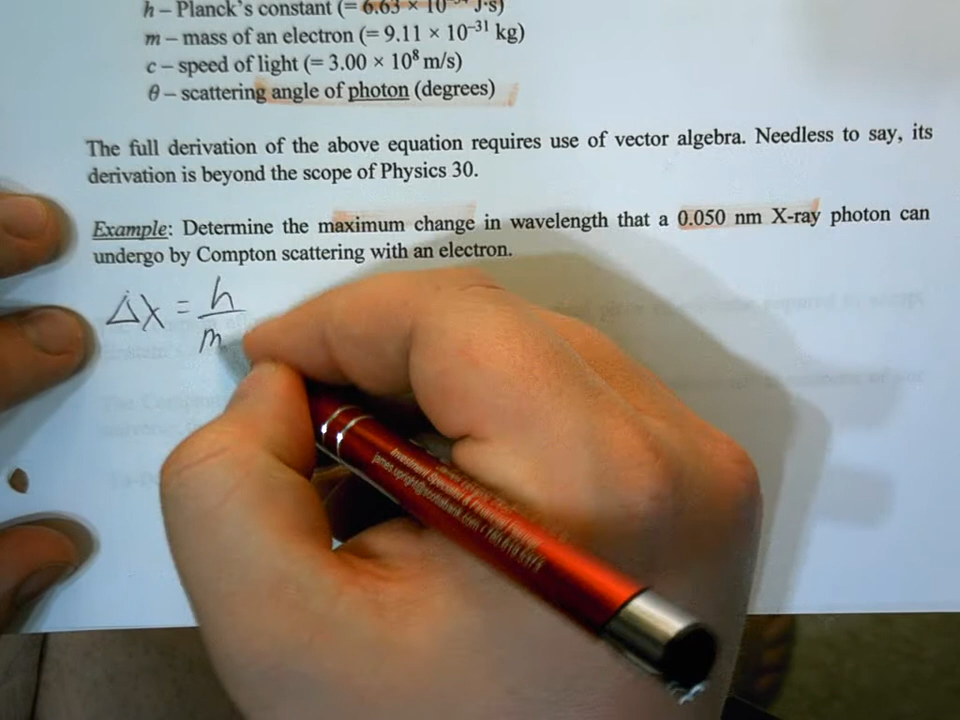 h – Planck's constant (= 6.63 × 10⁻³⁴ J·s)
m – mass of an electron (= 9.11 × 10⁻³¹ kg)
c – speed of light (= 3.00 × 10⁸ m/s)
θ – scattering angle of photon (degrees)
The full derivation of the above equation requires use of vector algebra. Needless to say, its
derivation is beyond the scope of Physics 30.
Example: Determine the maximum change in wavelength that a 0.050 nm X-ray photon can
undergo by Compton scattering with an electron.
Δλ = h
m
Investment Specialist